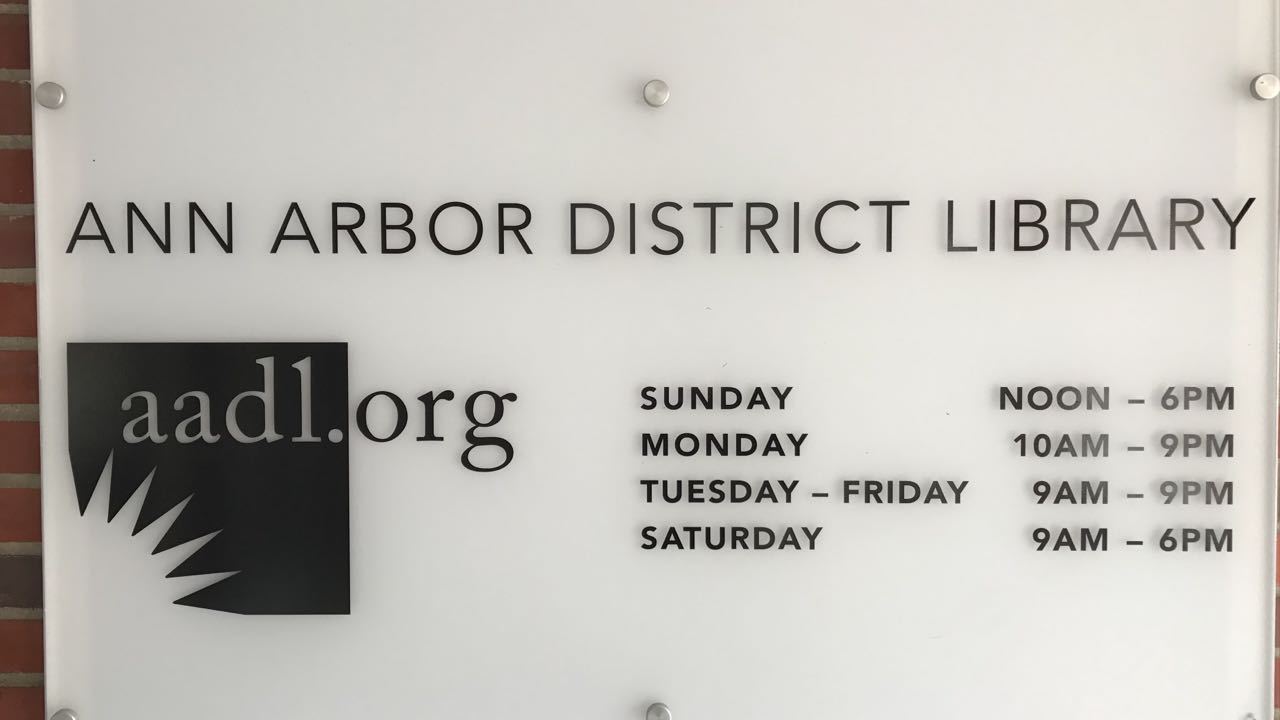 ANN ARBOR DISTRICT LIBRARY
aadl.org
SUNDAY NOON – 6PM
MONDAY 10AM – 9PM
TUESDAY – FRIDAY 9AM – 9PM
SATURDAY 9AM – 6PM